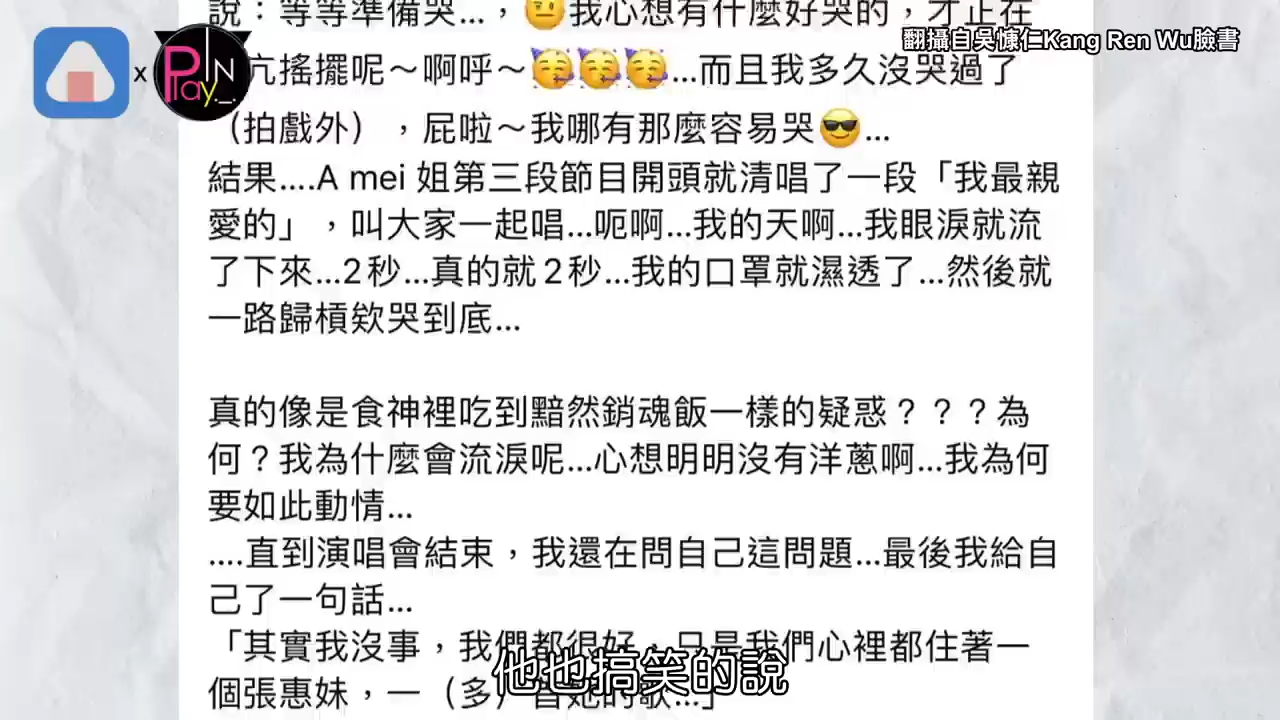 說：等等準備哭...，🤨我心想有什麼好哭的，才正在
翻攝自吳慷仁Kang Ren Wu臉書
x PIN Play_
亢搖擺呢～啊呼～🥳🥳🥳...而且我多久沒哭過了
（拍戲外），屁啦～我哪有那麼容易哭😎...
結果....A mei 姐第三段節目開頭就清唱了一段「我最親
愛的」，叫大家一起唱...呃啊...我的天啊...我眼淚就流
了下來...2秒...真的就2秒...我的口罩就濕透了...然後就
一路歸槓欸哭到底...
真的像是食神裡吃到黯然銷魂飯一樣的疑惑？？？為
何？我為什麼會流淚呢...心想明明沒有洋蔥啊...我為何
要如此動情...
....直到演唱會結束，我還在問自己這問題...最後我給自
己了一句話...
「其實我沒事，我們都很好，只是我們心裡都住著一
個張惠妹，一（多）首她的歌...」
他也搞笑的說